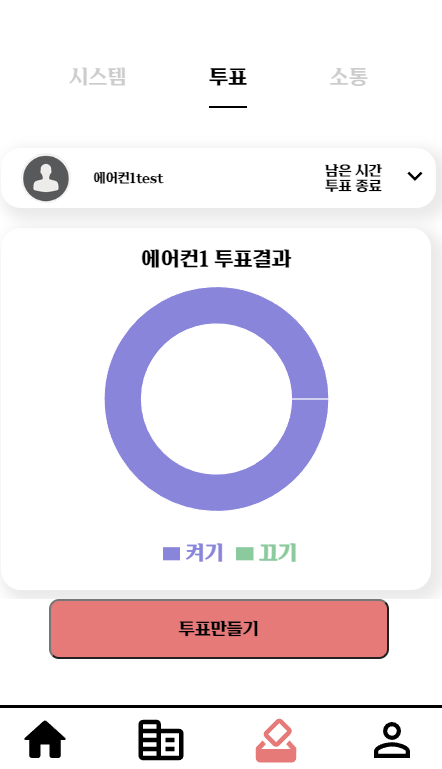 시스템 투표 소통
에어컨1test
남은 시간
투표 종료
에어컨1 투표결과
켜기 끄기
투표만들기